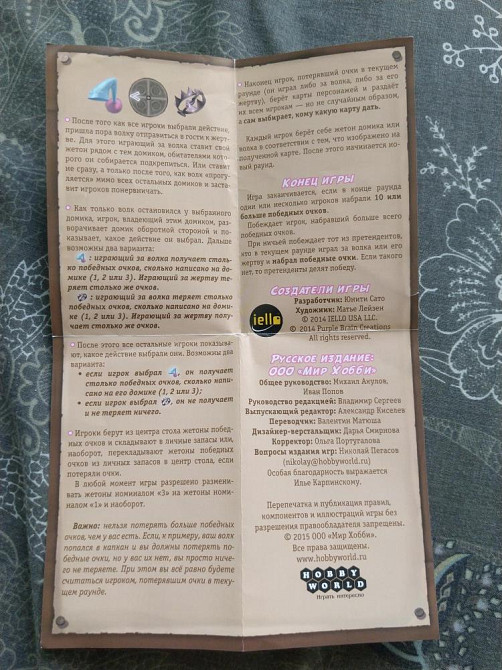 После того как все игроки выбрали действие,
пришла пора волку отправиться в гости к жерт-
ве. Для этого играющий за волка ставит свой
жетон рядом с тем домиком, обитателями кото-
рого он собирается подкрепиться. Или ставит
не сразу, а только после того, как волк «прогу-
ляется» мимо всех остальных домиков и заста-
вит игроков понервничать.
Как только волк остановился у выбранного
домика, игрок, владеющий этим домиком, раз-
ворачивает домик оборотной стороной и по-
казывает, какое действие он выбрал. Дальше
возможны два варианта:
: играющий за волка получает столь-
ко победных очков, сколько написано на до-
мике (1, 2 или 3). Играющий за жертву те-
ряет столько же очков.
: играющий за волка теряет столько
победных очков, сколько написано на доми-
ке (1, 2 или 3). Играющий за жертву полу-
чает столько же очков.
После этого все остальные игроки показыва-
ют, какое действие выбрали они. Возможны два
варианта:
• если игрок выбрал , он получает
столько победных очков, сколько напи-
сано на его домике (1, 2 или 3);
• если игрок выбрал , он не получает
и не теряет ничего.
Игроки берут из центра стола жетоны победных
очков и складывают в личные запасы или,
наоборот, перекладывают жетоны победных
очков из личных запасов в центр стола, если
потеряли очки.
В любой момент игры разрешено размени-
вать жетоны номиналом «3» на жетоны номи-
налом «1» и наоборот.
Важно: нельзя потерять больше победных
очков, чем у вас есть. Если, к примеру, ваш волк
попался в капкан и вы должны потерять по-
бедные очки, но у вас их нет, вы просто ниче-
го не теряете. При этом вы всё равно будете
считаться игроком, потерявшим очки в теку-
щем раунде.
Наконец игрок, потерявший очки в текущем
раунде (он играл либо за волка, либо за его
жертву), берёт карты персонажей и раздаёт
их всем игрокам — но не случайным образом,
а сам выбирает, кому какую карту дать.
Каждый игрок берёт себе жетон домика или
волка в соответствии с тем, что изображено на
полученной карте. После этого начинается но-
вый раунд.
Конец игры
Игра заканчивается, если в конце раунда
один или несколько игроков набрали 10 или
больше победных очков.
Побеждает игрок, набравший больше всего
победных очков.
При ничьей побеждает тот из претендентов,
кто в текущем раунде играл за волка или его
жертву и набрал победные очки. Если такого
нет, то претенденты делят победу.
Создатели игры
iello
Разработчик: Юнити Сато
Художник: Матье Лейзен
© 2014 IELLO USA LLC.
© 2014 Purple Brain Creations
All rights reserved.
Русское издание:
ООО «Мир Хобби»
Общее руководство: Михаил Акулов,
Иван Попов
Руководство редакцией: Владимир Сергеев
Выпускающий редактор: Александр Киселев
Переводчик: Валентин Матюша
Дизайнер-верстальщик: Дарья Смирнова
Корректор: Ольга Португалова
Вопросы издания игр: Николай Пегасов
(nikolay@hobbyworld.ru)
Особая благодарность выражается
Илье Карпинскому.
Перепечатка и публикация правил,
компонентов и иллюстраций игры без
разрешения правообладателя запрещены.
© 2015 ООО «Мир Хобби».
Все права защищены.
www.hobbyworld.ru
HOBBY
WORLD
Играть интересно